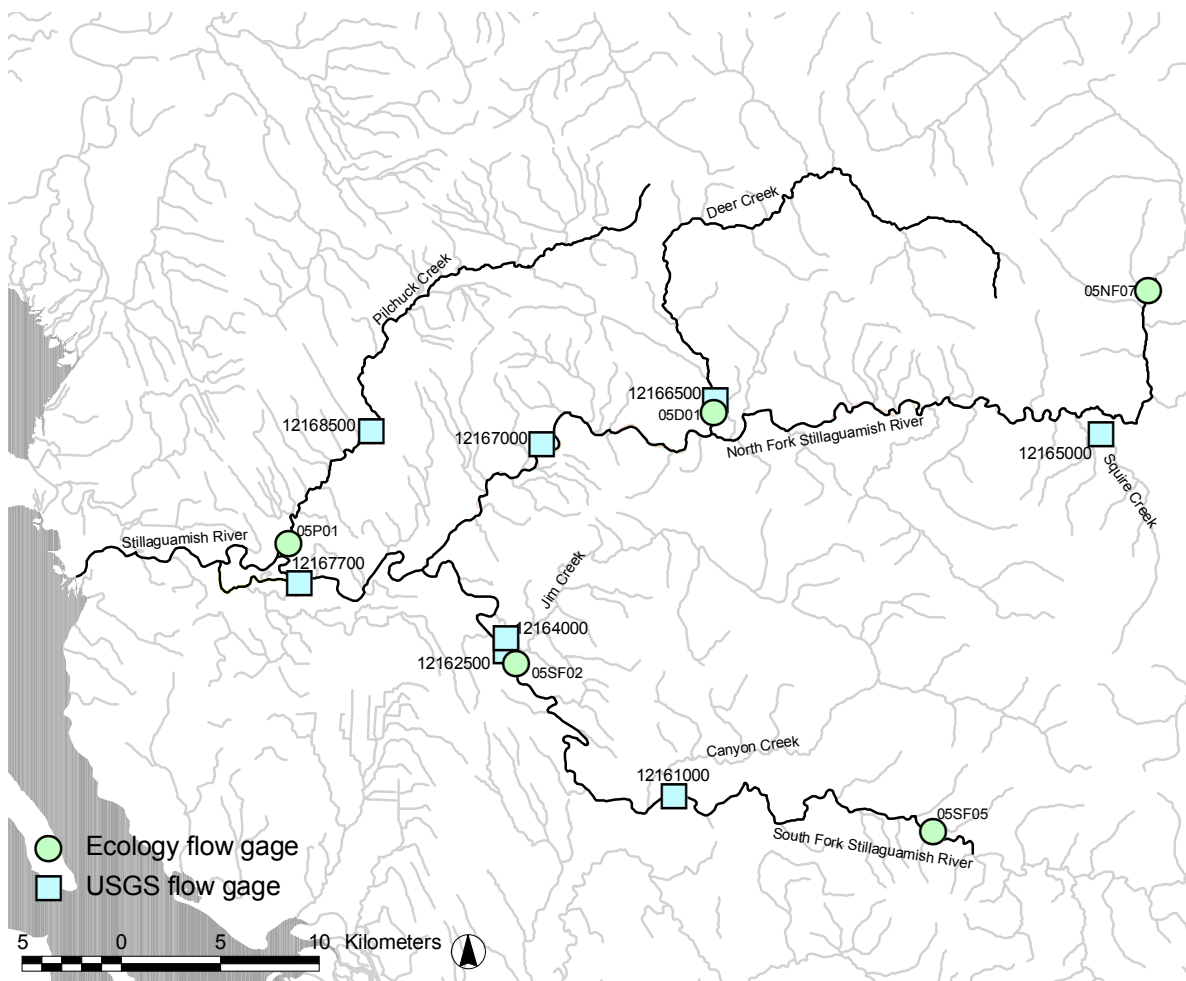 Deer Creek
Pilchuck Creek
05NF07
12166500
05D01
12168500
12167000
North Fork Stillaguamish River
12165000
Squire Creek
Stillaguamish River
05P01
12167700
Jim Creek
12164000
12162500
05SF02
Canyon Creek
12161000
05SF05
South Fork Stillaguamish River
Ecology flow gage
USGS flow gage
5 0 5 10 Kilometers